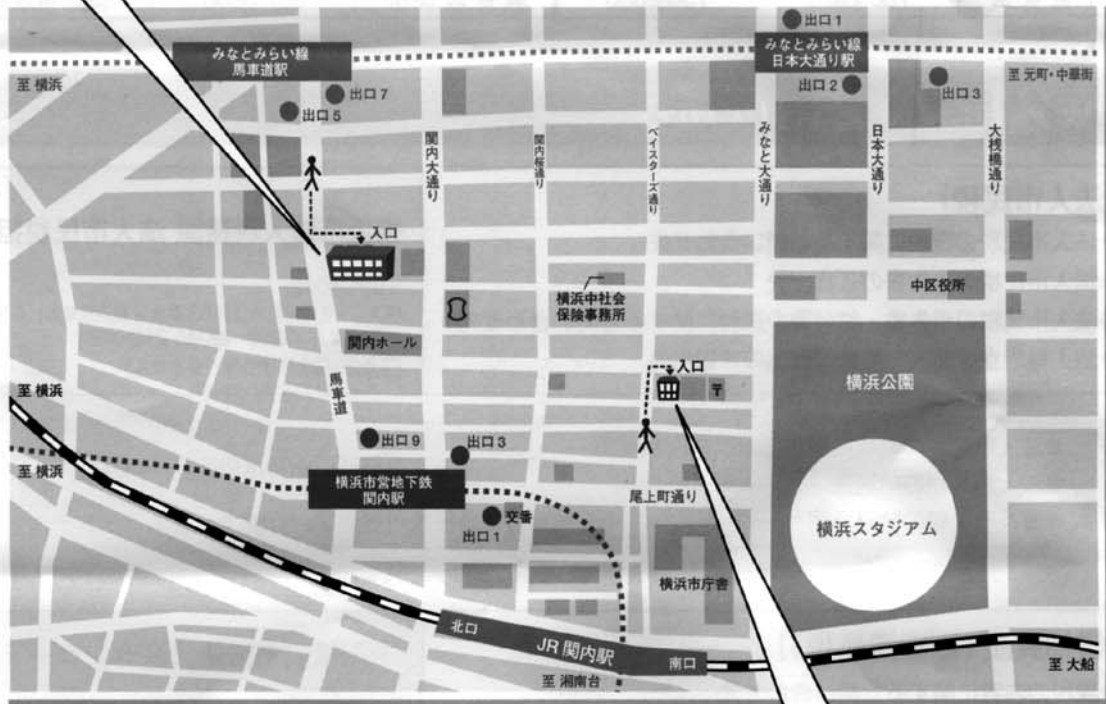 出口1
みなとみらい線
馬車道駅
みなとみらい線
日本大通り駅
至 横浜
至 元町・中華街
出口7
出口5
出口2
出口3
関内大通り
関内桜通り
ベイスターズ通り
みなと大通り
日本大通り
大桟橋通り
入口
横浜中社会
保険事務所
中区役所
関内ホール
馬車道
入口
〒
横浜公園
至 横浜
至 横浜
出口9
出口3
横浜市営地下鉄
関内駅
尾上町通り
交番
出口1
横浜スタジアム
横浜市庁舎
北口
JR 関内駅
南口
至 湘南台
至 大船